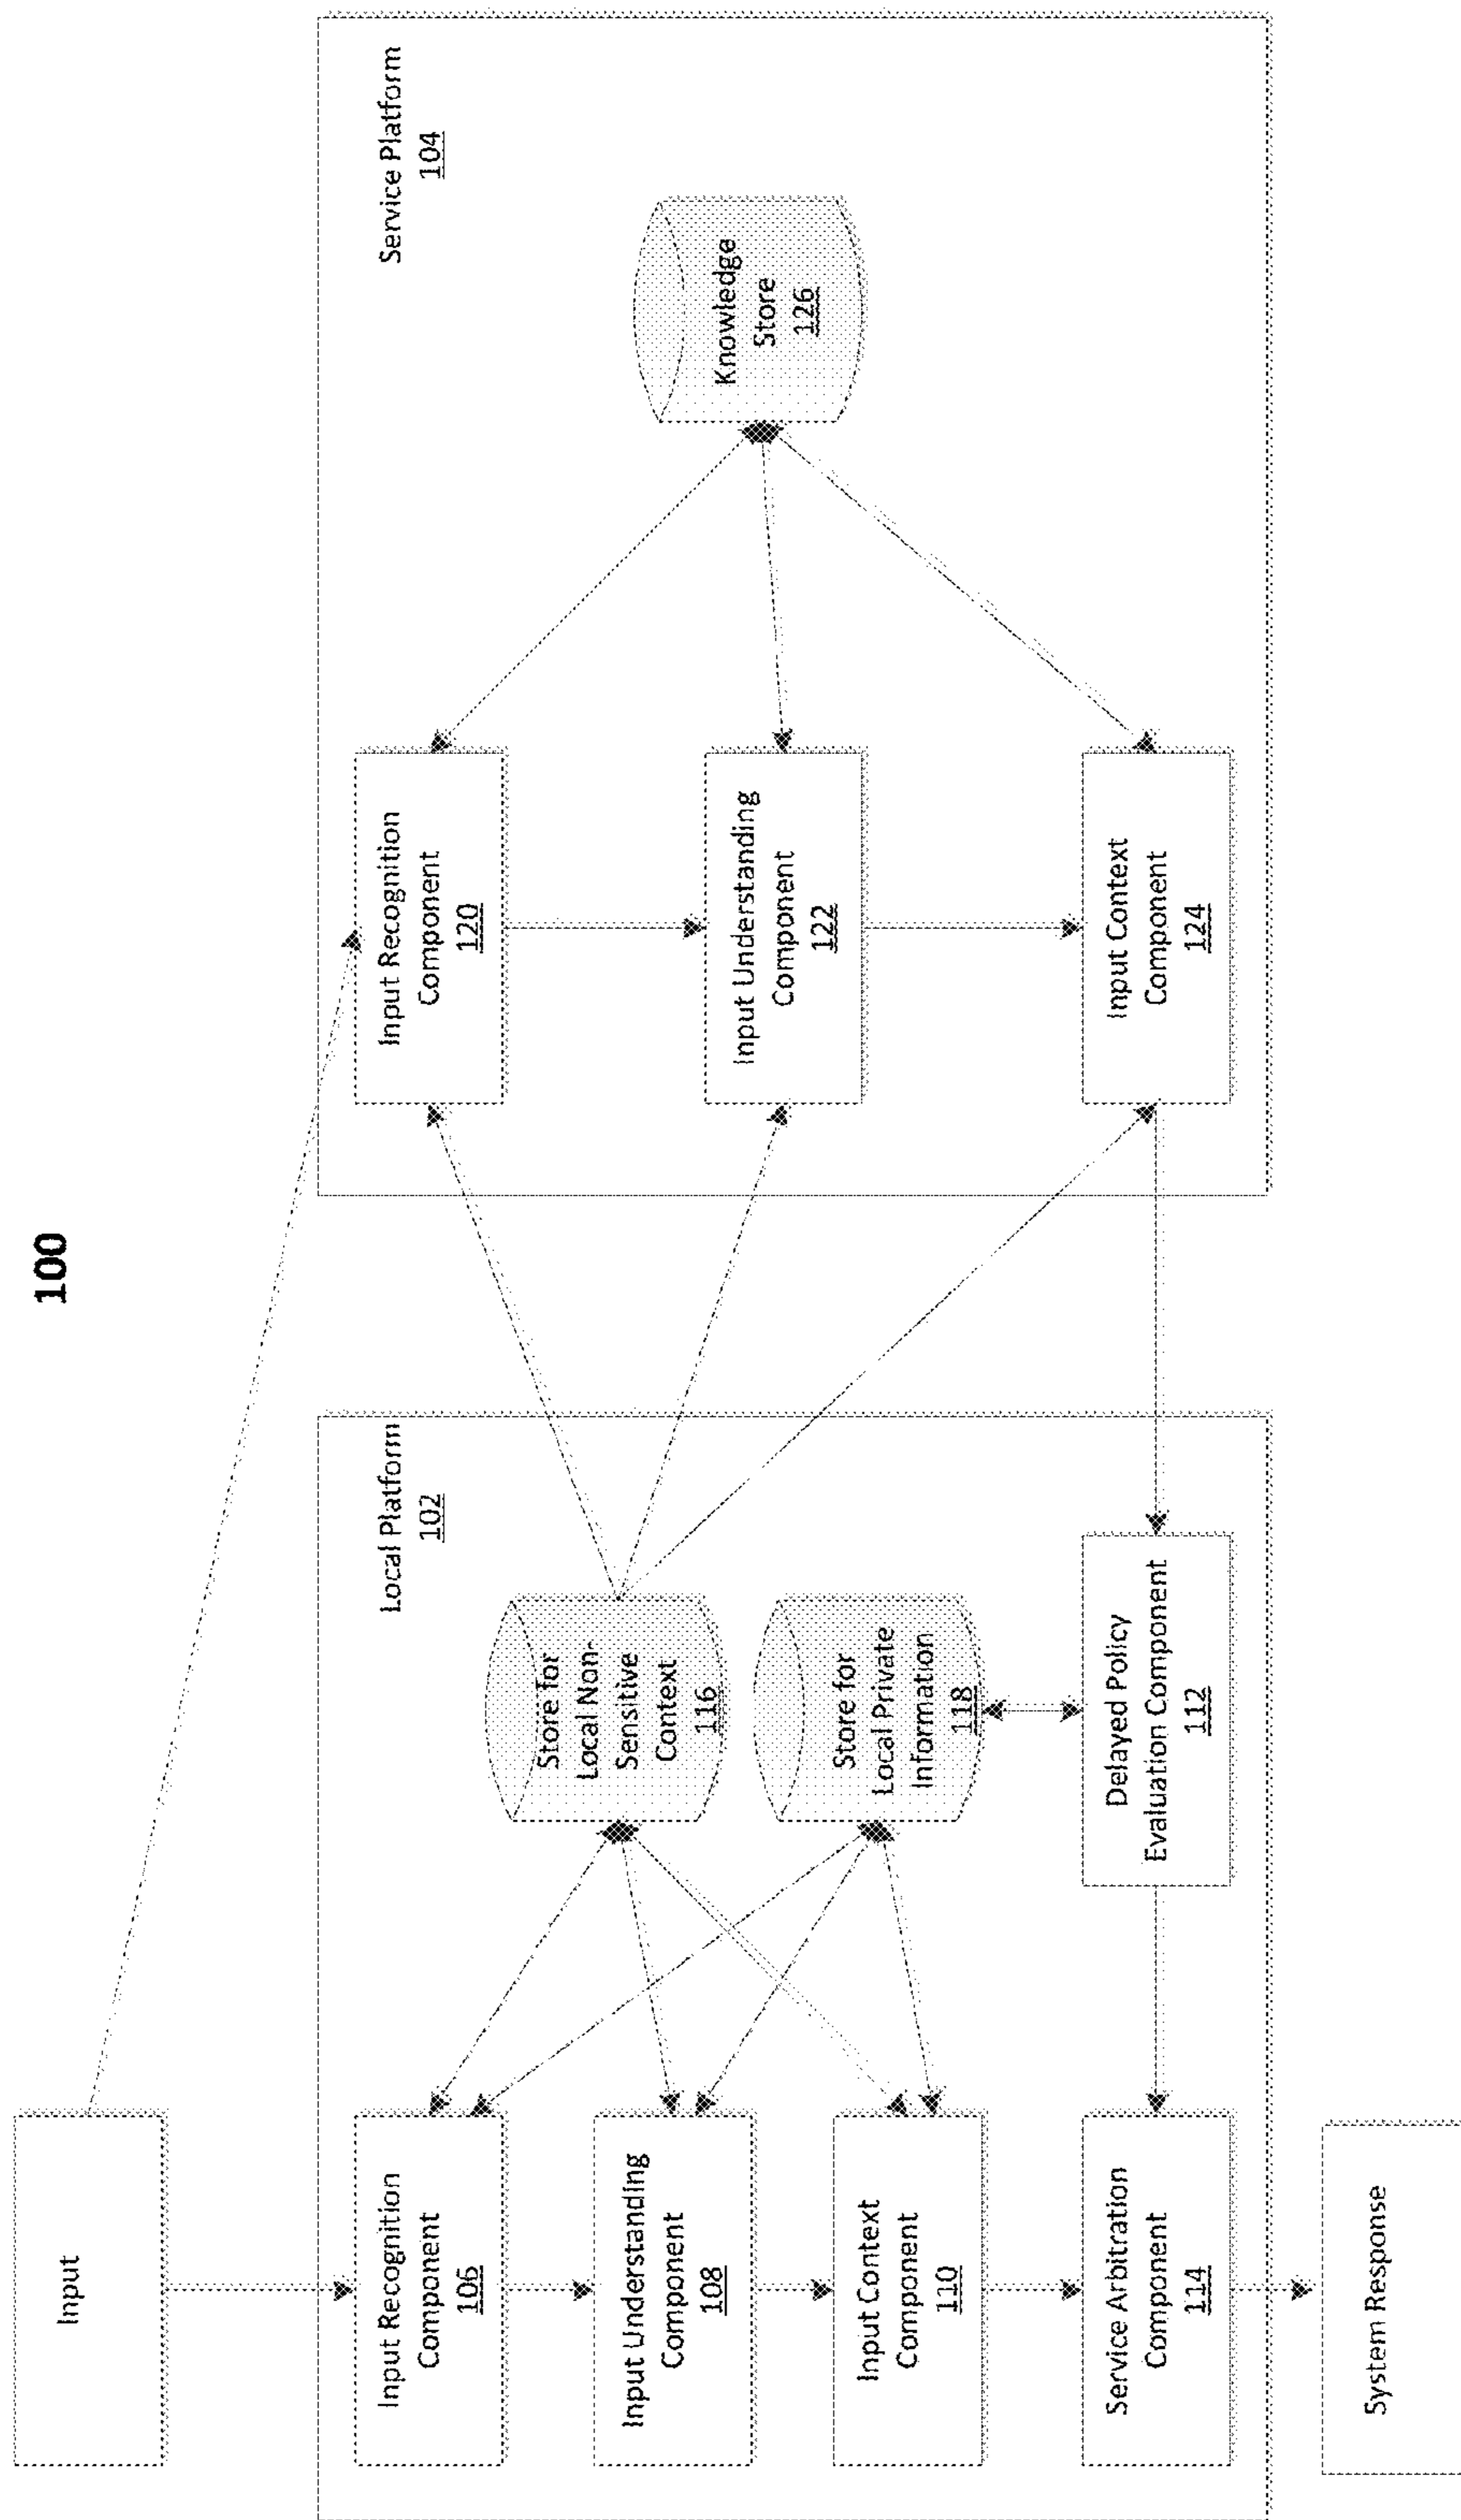 100
Input
Local Platform
102
Input Recognition
Component
106
Input Understanding
Component
108
Input Context
Component
110
Service Arbitration
Component
114
Store for
Local Non-
Sensitive
Context
116
Store for
Local Private
Information
118
Delayed Policy
Evaluation Component
112
System Response
Service Platform
104
Input Recognition
Component
120
Input Understanding
Component
122
Input Context
Component
124
Knowledge
Store
126